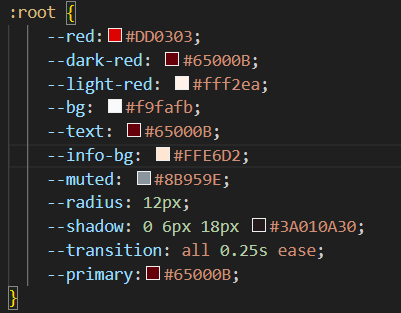 :root {
--red:#DD0303;
--dark-red: #65000B;
--light-red: #fff2ea;
--bg: #f9fafb;
--text: #65000B;
--info-bg: #FFE6D2;
--muted: #8B959E;
--radius: 12px;
--shadow: 0 6px 18px #3A010A30;
--transition: all 0.25s ease;
--primary:#65000B;
}